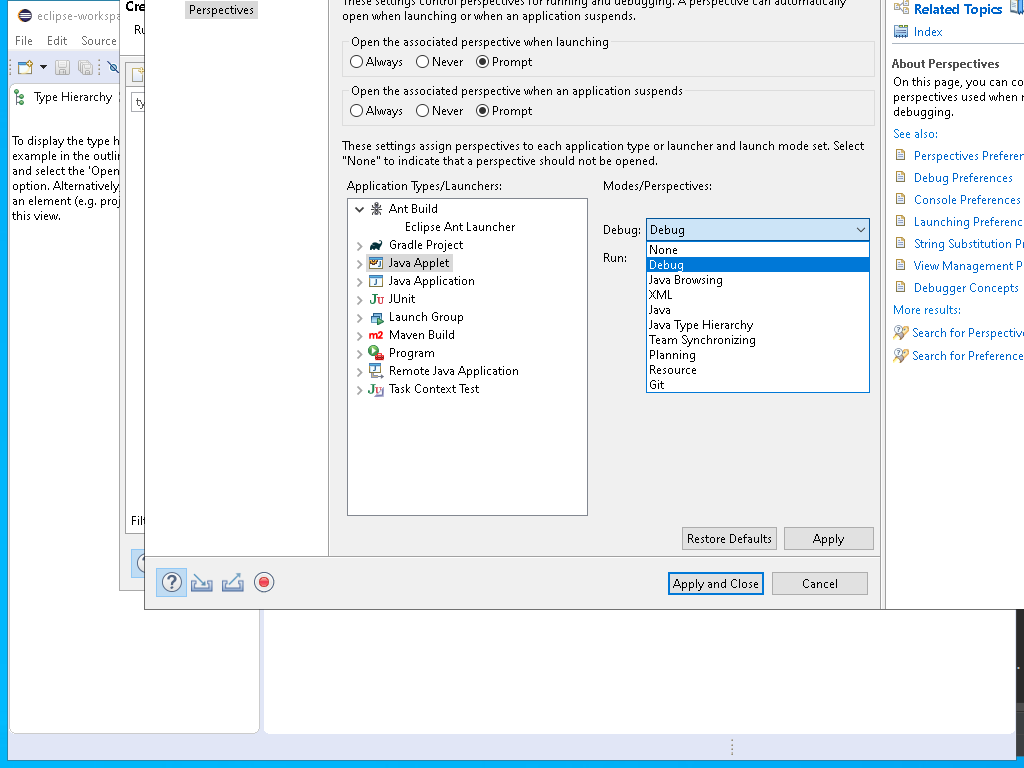 eclipse-workspa
Cre
Perspectives
These settings control perspectives for running and debugging. A perspective can automatically
open when launching or when an application suspends.
Related Topics
File Edit Source
Ru
Index
Open the associated perspective when launching
Always Never Prompt
About Perspectives
On this page, you can co
perspectives used when r
debugging.
Type Hierarchy
ty
Open the associated perspective when an application suspends
Always Never Prompt
See also:
To display the type h
example in the outlin
and select the 'Open
option. Alternatively
an element (e.g. proj
this view.
These settings assign perspectives to each application type or launcher and launch mode set. Select
"None" to indicate that a perspective should not be opened.
Perspectives Preferer
Debug Preferences
Console Preferences
Launching Preferenc
String Substitution Pr
View Management P
Debugger Concepts
More results:
Search for Perspective
Search for Preference
Application Types/Launchers:
Ant Build
Eclipse Ant Launcher
Gradle Project
Java Applet
Java Application
JUnit
Launch Group
Maven Build
Program
Remote Java Application
Task Context Test
Modes/Perspectives:
Debug: Debug
Run:
None
Debug
Java Browsing
XML
Java
Java Type Hierarchy
Team Synchronizing
Planning
Resource
Git
Filt
Restore Defaults Apply
Apply and Close Cancel